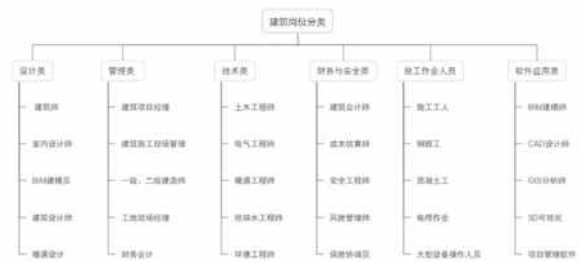 建筑岗位分类
设计类
管理类
技术类
财务与安全类
施工作业人员
软件应用类
建筑师
建筑项目经理
土木工程师
建筑会计师
施工工人
BIM建模师
室内设计师
建筑施工现场管理
电气工程师
成本估算师
钢筋工
CAD设计师
BIM建模员
一级、二级建造师
暖通工程师
安全工程师
混凝土工
GIS分析师
建筑设计师
工地现场经理
给排水工程师
风险管理师
电焊作业
3D可视化
暖通设计
财务会计
环境工程师
保险协调员
大型设备操作人员
项目管理软件